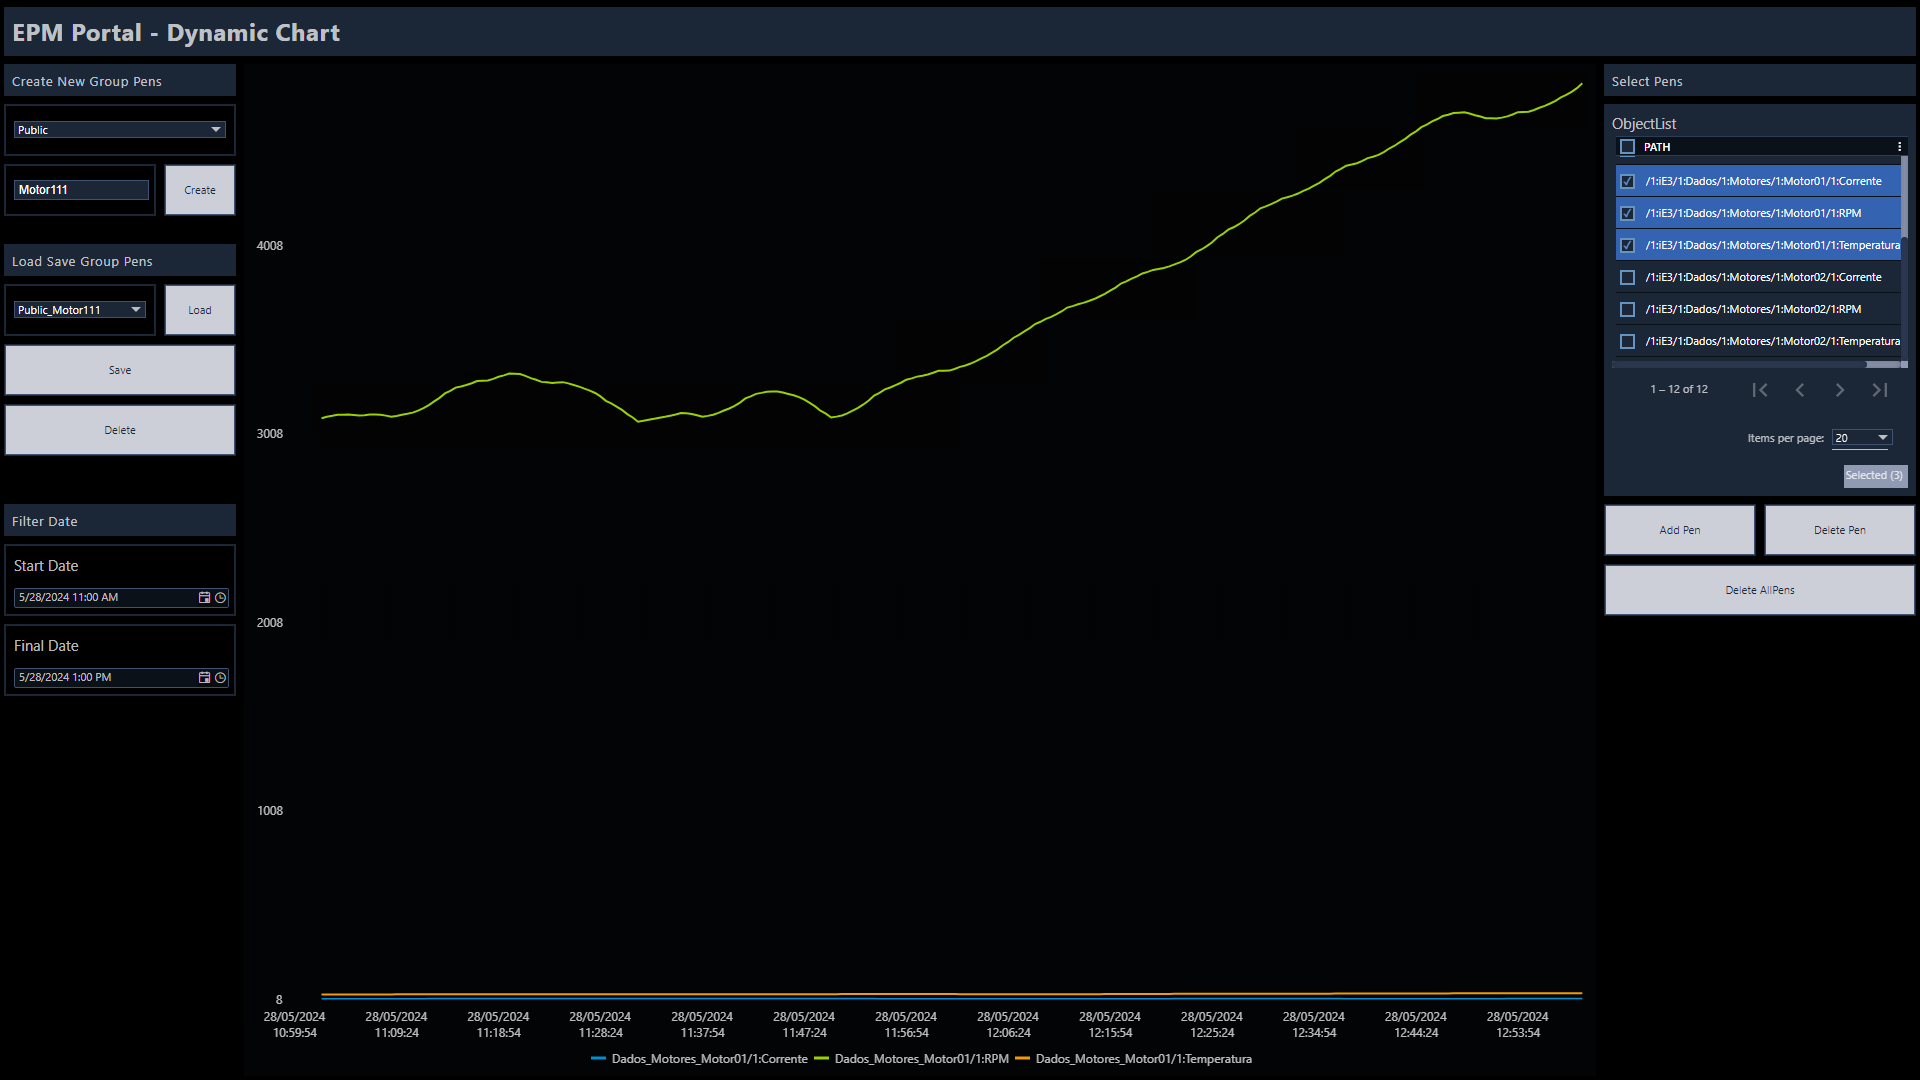 EPM Portal - Dynamic Chart
Create New Group Pens
Public
Motor111
Create
Load Save Group Pens
Public_Motor111
Load
Save
Delete
Filter Date
Start Date
5/28/2024 11:00 AM
Final Date
5/28/2024 1:00 PM
4008
3008
2008
1008
8
28/05/2024 28/05/2024 28/05/2024 28/05/2024 28/05/2024 28/05/2024 28/05/2024 28/05/2024 28/05/2024 28/05/2024 28/05/2024 28/05/2024 28/05/2024
10:59:54 11:09:24 11:18:54 11:28:24 11:37:54 11:47:24 11:56:54 12:06:24 12:15:54 12:25:24 12:34:54 12:44:24 12:53:54
Dados_Motores_Motor01/1:Corrente Dados_Motores_Motor01/1:RPM Dados_Motores_Motor01/1:Temperatura
Select Pens
ObjectList
PATH
/1:iE3/1:Dados/1:Motores/1:Motor01/1:Corrente
/1:iE3/1:Dados/1:Motores/1:Motor01/1:RPM
/1:iE3/1:Dados/1:Motores/1:Motor01/1:Temperatura
/1:iE3/1:Dados/1:Motores/1:Motor02/1:Corrente
/1:iE3/1:Dados/1:Motores/1:Motor02/1:RPM
/1:iE3/1:Dados/1:Motores/1:Motor02/1:Temperatura
1 – 12 of 12
Items per page: 20
Selected (3)
Add Pen
Delete Pen
Delete AllPens